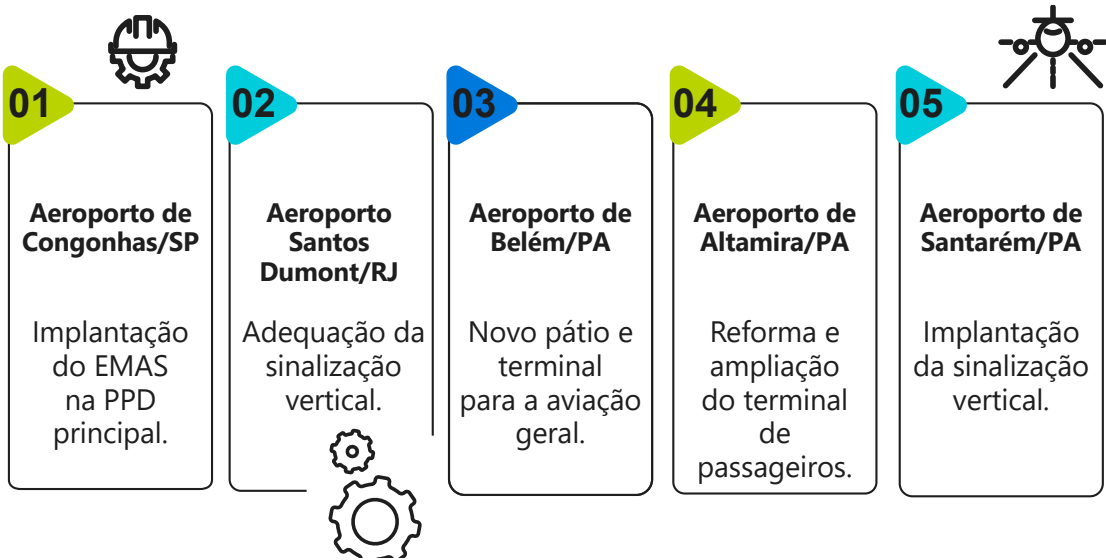 01
Aeroporto de
Congonhas/SP
Implantação
do EMAS
na PPD
principal.
02
Aeroporto
Santos
Dumont/RJ
Adequação da
sinalização
vertical.
03
Aeroporto de
Belém/PA
Novo pátio e
terminal
para a aviação
geral.
04
Aeroporto de
Altamira/PA
Reforma e
ampliação
do terminal
de
passageiros.
05
Aeroporto de
Santarém/PA
Implantação
da sinalização
vertical.